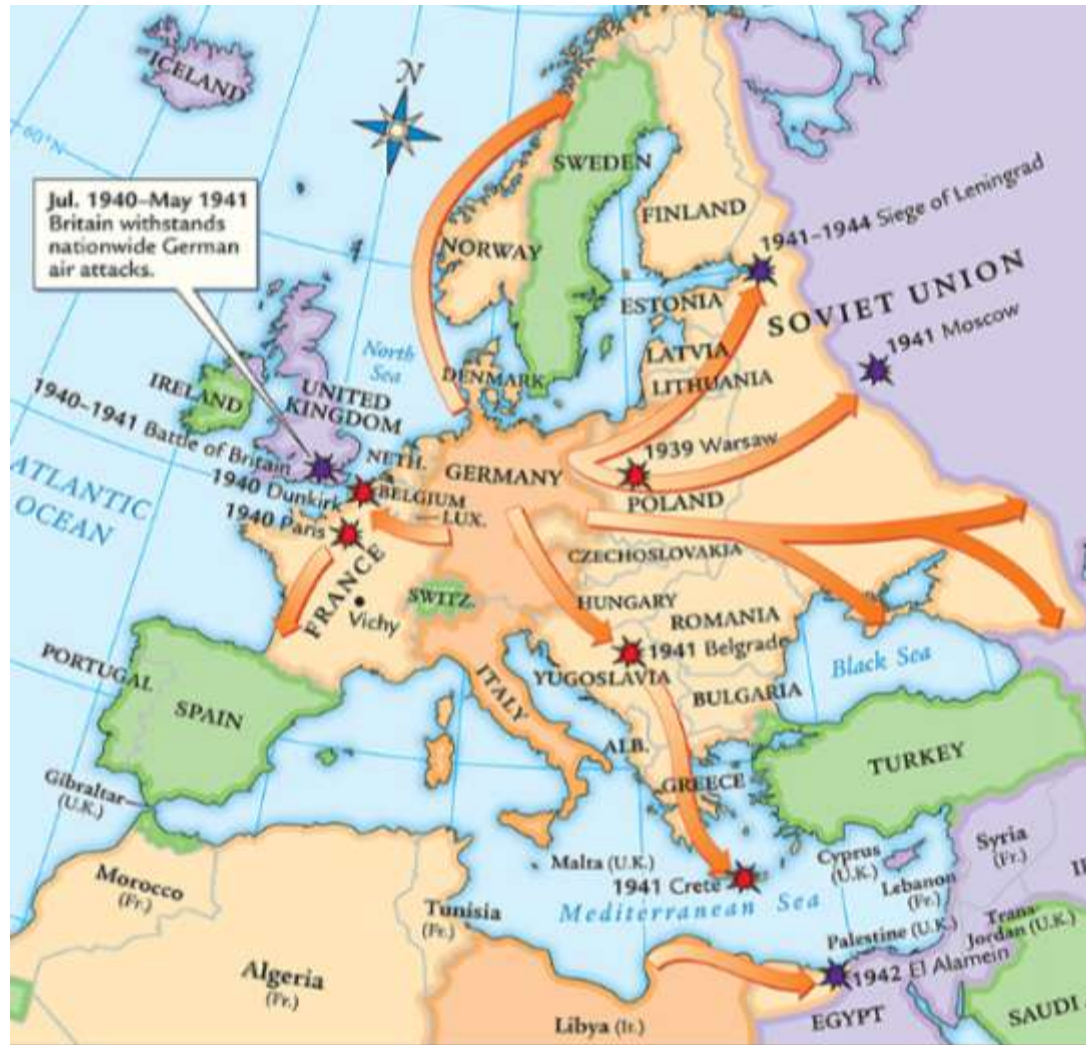 N
ICELAND
60°N
Jul. 1940–May 1941
Britain withstands
nationwide German
air attacks.
SWEDEN
FINLAND
NORWAY
1941–1944 Siege of Leningrad
ESTONIA
SOVIET UNION
North
Sea
LATVIA
1941 Moscow
DENMARK
LITHUANIA
IRELAND
UNITED
KINGDOM
1940–1941 Battle of Britain
NETH.
GERMANY
1939 Warsaw
ATLANTIC
OCEAN
1940 Dunkirk
BELGIUM
POLAND
1940 Paris
LUX.
CZECHOSLOVAKIA
FRANCE
SWITZ.
HUNGARY
Vichy
ROMANIA
1941 Belgrade
Black Sea
PORTUGAL
ITALY
YUGOSLAVIA
BULGARIA
SPAIN
ALB.
TURKEY
GREECE
Gibraltar
(U.K.)
Syria
(Fr.)
Malta (U.K.)
Cyprus
(U.K.)
1941 Crete
Lebanon
(Fr.)
Morocco
(Fr.)
Mediterranean Sea
Tunisia
(Fr.)
Palestine (U.K.)
Trans-
Jordan (U.K.)
Algeria
(Fr.)
1942 El Alamein
Libya (It.)
EGYPT
SAUDI